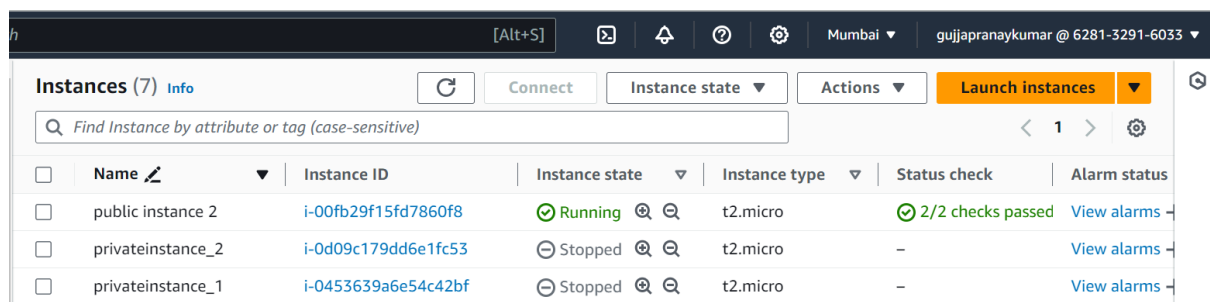 [Alt+S] Mumbai ▼ gujjapranaykumar @ 6281-3291-6033 ▼
Instances (7) Info Connect Instance state ▼ Actions ▼ Launch instances ▼
Find Instance by attribute or tag (case-sensitive) < 1 >
Name ▼ Instance ID Instance state Instance type Status check Alarm status
public instance 2 i-00fb29f15fd7860f8 Running t2.micro 2/2 checks passed View alarms
privateinstance_2 i-0d09c179dd6e1fc53 Stopped t2.micro – View alarms
privateinstance_1 i-0453639a6e54c42bf Stopped t2.micro – View alarms